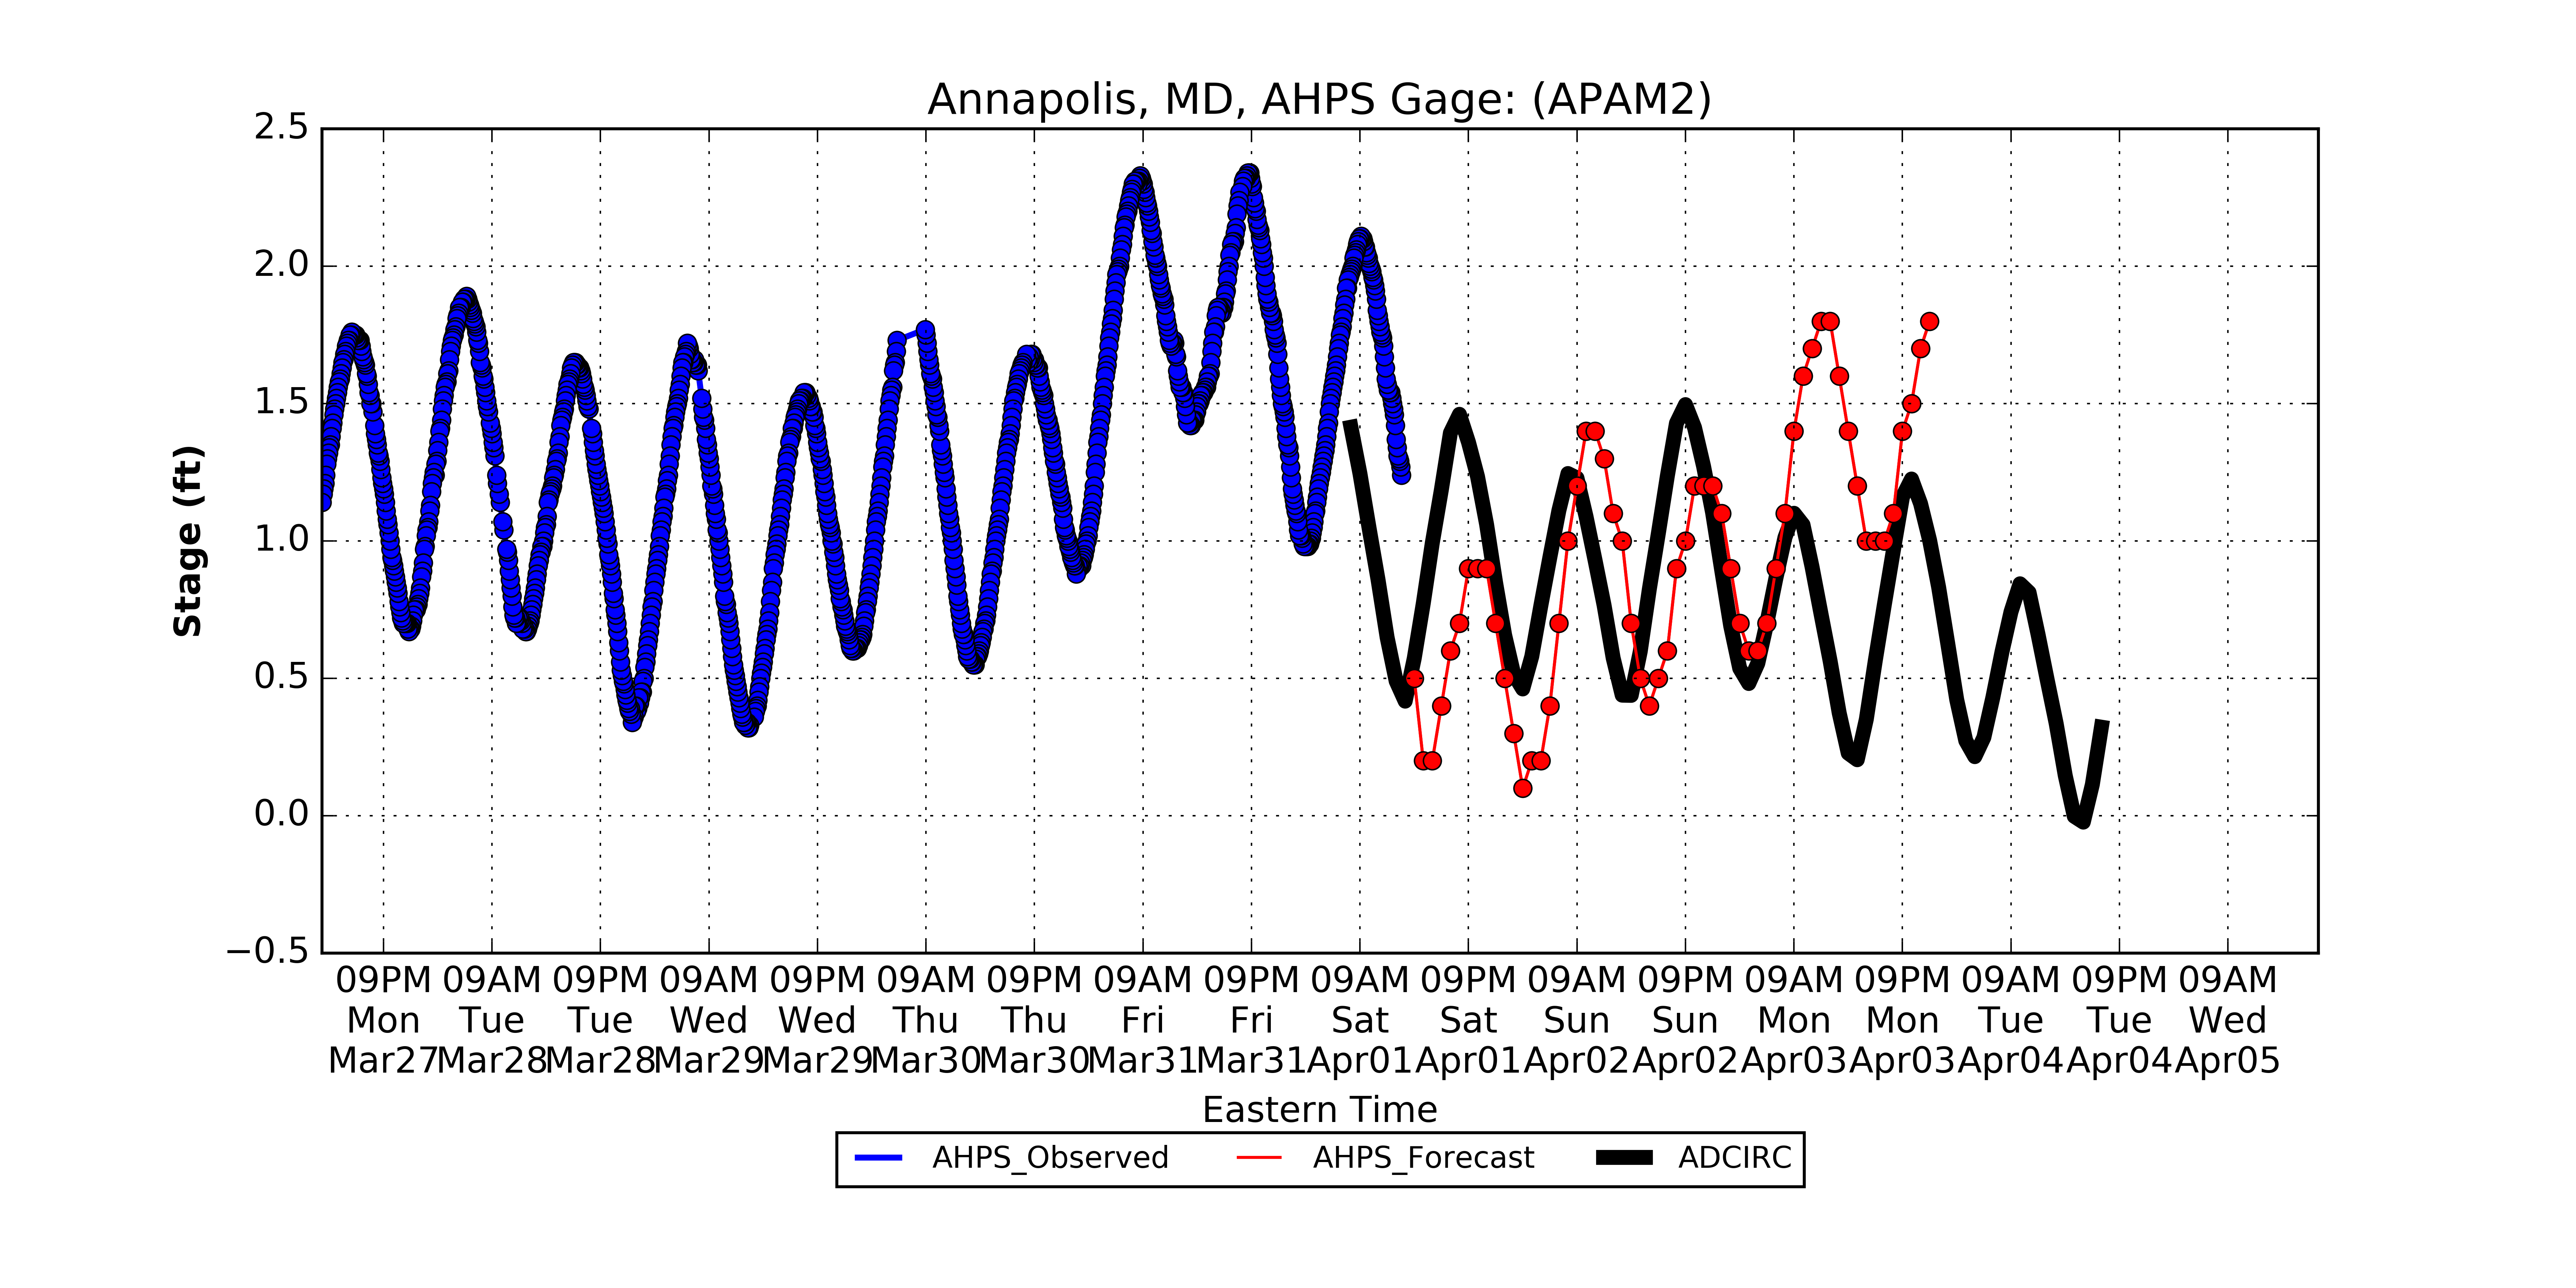 Annapolis, MD, AHPS Gage: (APAM2)
2.5
2.0
1.5
1.0
0.5
0.0
−0.5
Stage (ft)
09PM 09AM 09PM 09AM 09PM 09AM 09PM 09AM 09PM 09AM 09PM 09AM 09PM 09AM 09PM 09AM 09PM 09AM
Mon Tue Tue Wed Wed Thu Thu Fri Fri Sat Sat Sun Sun Mon Mon Tue Tue Wed
Mar27 Mar28 Mar28 Mar29 Mar29 Mar30 Mar30 Mar31 Mar31 Apr01 Apr01 Apr02 Apr02 Apr03 Apr03 Apr04 Apr04 Apr05
Eastern Time
AHPS_Observed AHPS_Forecast ADCIRC